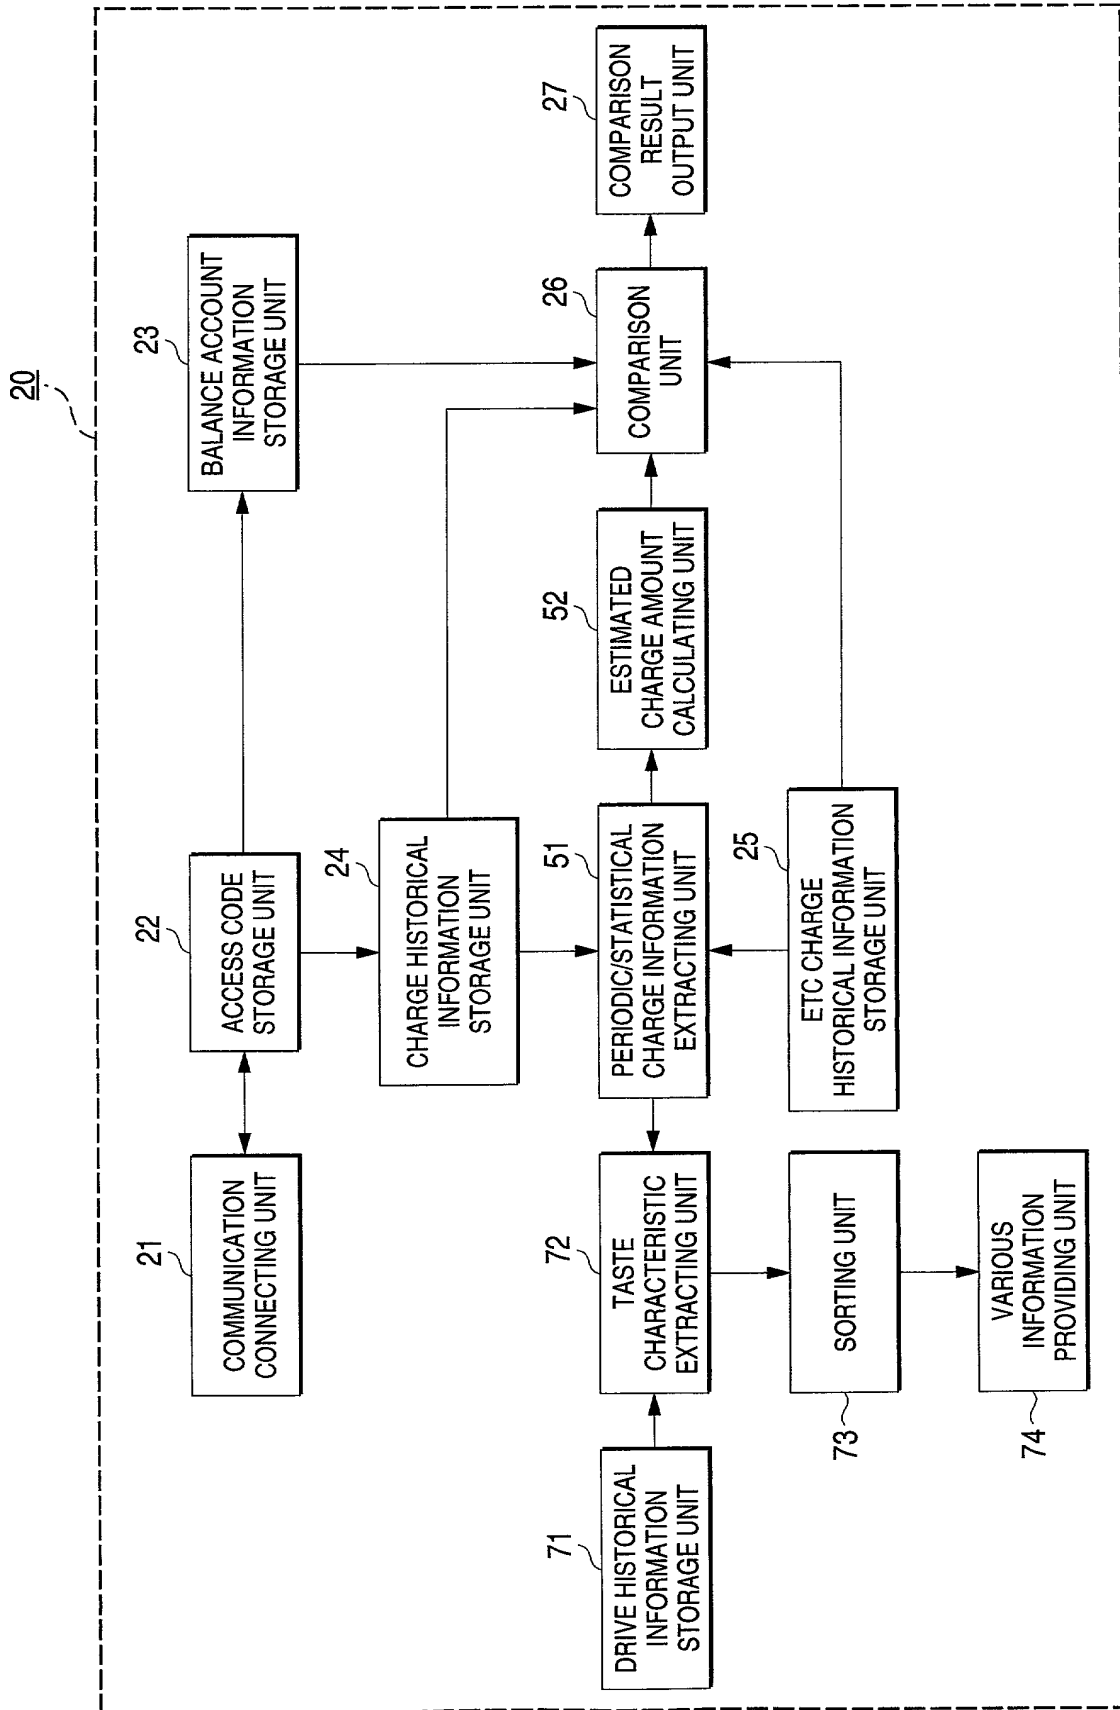 20
21
COMMUNICATION
CONNECTING UNIT
22
ACCESS CODE
STORAGE UNIT
23
BALANCE ACCOUNT
INFORMATION
STORAGE UNIT
24
CHARGE HISTORICAL
INFORMATION
STORAGE UNIT
71
DRIVE HISTORICAL
INFORMATION
STORAGE UNIT
72
TASTE
CHARACTERISTIC
EXTRACTING UNIT
51
PERIODIC/STATISTICAL
CHARGE INFORMATION
EXTRACTING UNIT
52
ESTIMATED
CHARGE AMOUNT
CALCULATING UNIT
26
COMPARISON
UNIT
27
COMPARISON
RESULT
OUTPUT UNIT
73
SORTING UNIT
25
ETC CHARGE
HISTORICAL INFORMATION
STORAGE UNIT
74
VARIOUS
INFORMATION
PROVIDING UNIT